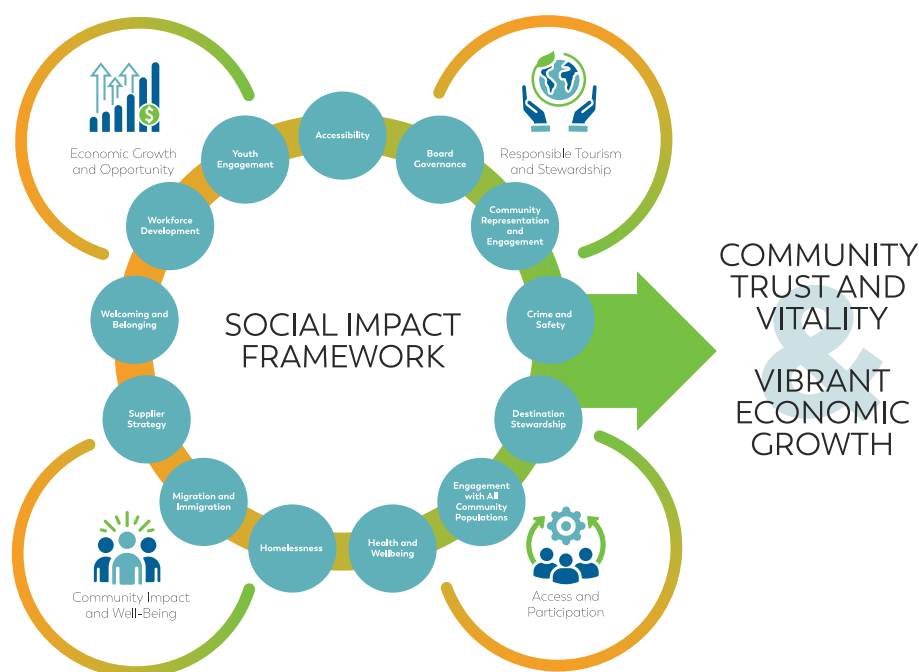 Economic Growth
and Opportunity
$
Responsible Tourism
and Stewardship
Accessibility
Board
Governance
Community
Representation
and
Engagement
Crime and
Safety
Destination
Stewardship
Engagement
with All
Community
Populations
Health and
Wellbeing
Homelessness
Migration and
Immigration
Supplier
Strategy
Welcoming and
Belonging
Workforce
Development
Youth
Engagement
SOCIAL IMPACT
FRAMEWORK
COMMUNITY
TRUST AND
VITALITY
&
VIBRANT
ECONOMIC
GROWTH
Community Impact
and Well-Being
Access and
Participation